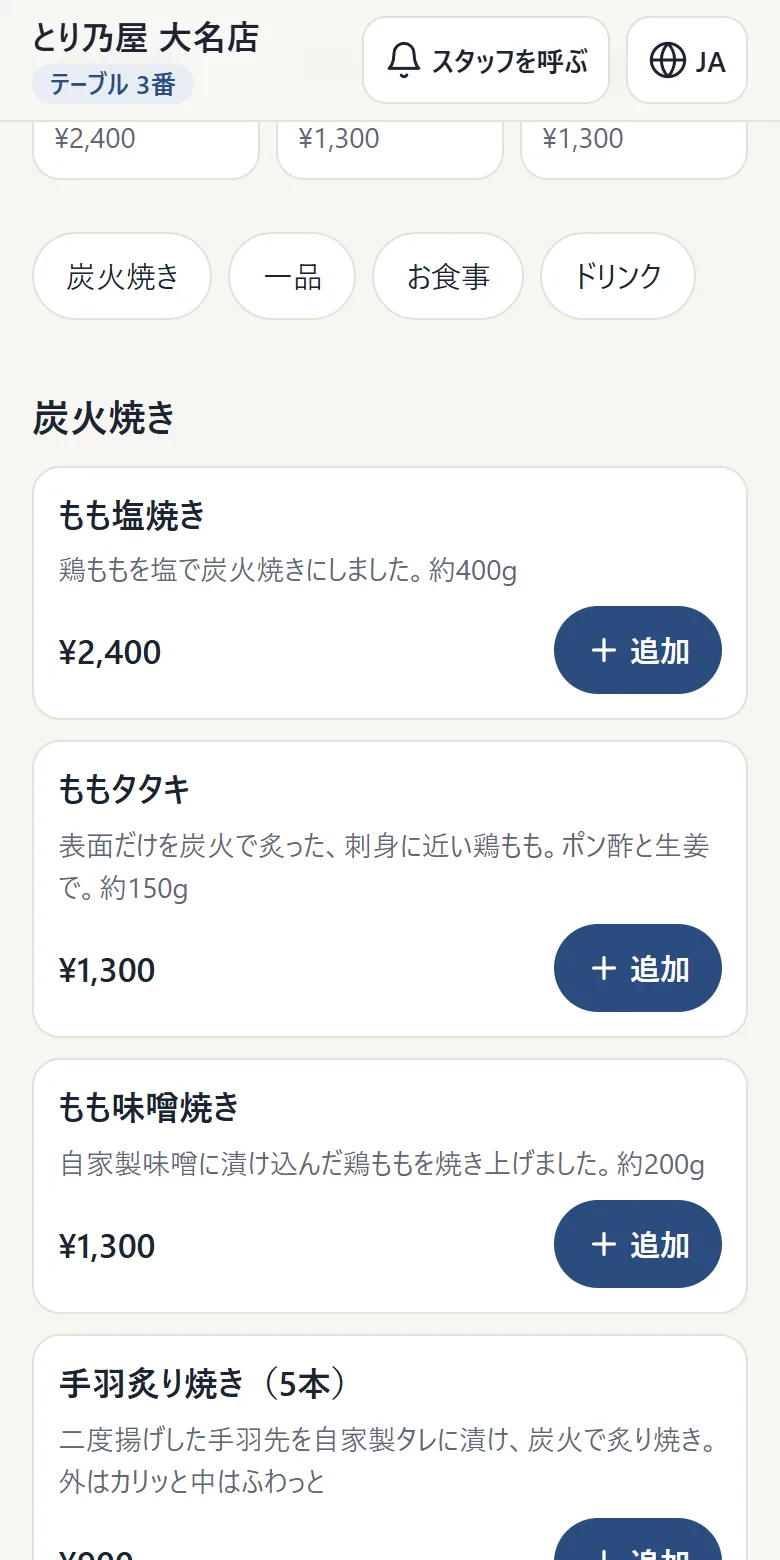 とり乃屋 大名店
テーブル 3番
スタッフを呼ぶ
JA
¥2,400
¥1,300
¥1,300
炭火焼き
一品
お食事
ドリンク
炭火焼き
もも塩焼き
鶏ももを塩で炭火焼きにしました。約400g
¥2,400
+ 追加
ももタタキ
表面だけを炭火で炙った、刺身に近い鶏もも。ポン酢と生姜
で。約150g
¥1,300
+ 追加
もも味噌焼き
自家製味噌に漬け込んだ鶏ももを焼き上げました。約200g
¥1,300
+ 追加
手羽炙り焼き（5本）
二度揚げした手羽先を自家製タレに漬け、炭火で炙り焼き。
外はカリッと中はふわっと
¥900
+ 追加